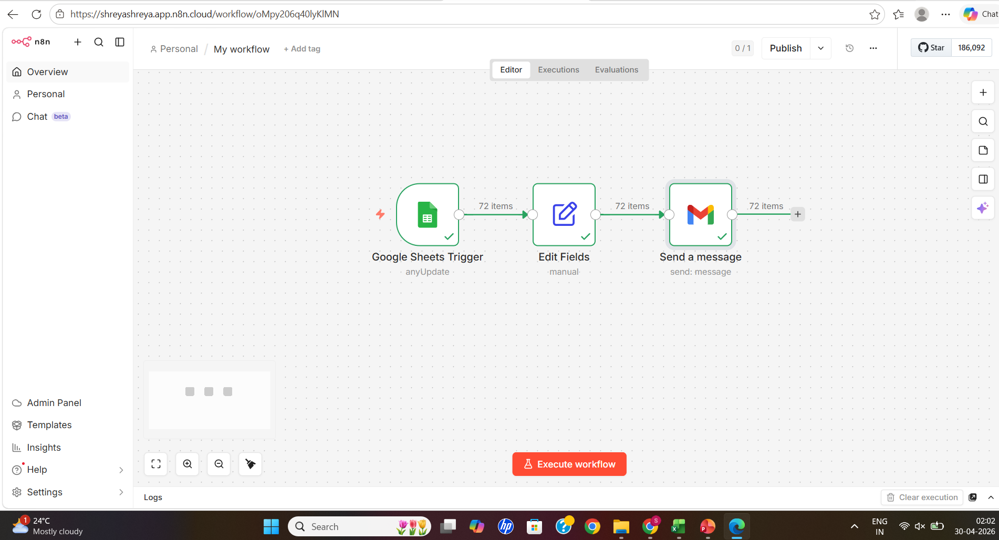 https://shreyashreya.app.n8n.cloud/workflow/oMpy206q40lyKlMN
Chat
n8n
Personal / My workflow + Add tag
0 / 1
Publish
Star 186,092
Editor Executions Evaluations
Overview
Personal
Chat beta
72 items
72 items
72 items
Google Sheets Trigger
anyUpdate
Edit Fields
manual
Send a message
send: message
Admin Panel
Templates
Insights
Help
Settings
Execute workflow
Logs
Clear execution
1
24°C
Mostly cloudy
Search
hp
?
S
X
P
ENG
IN
02:02
30-04-2026